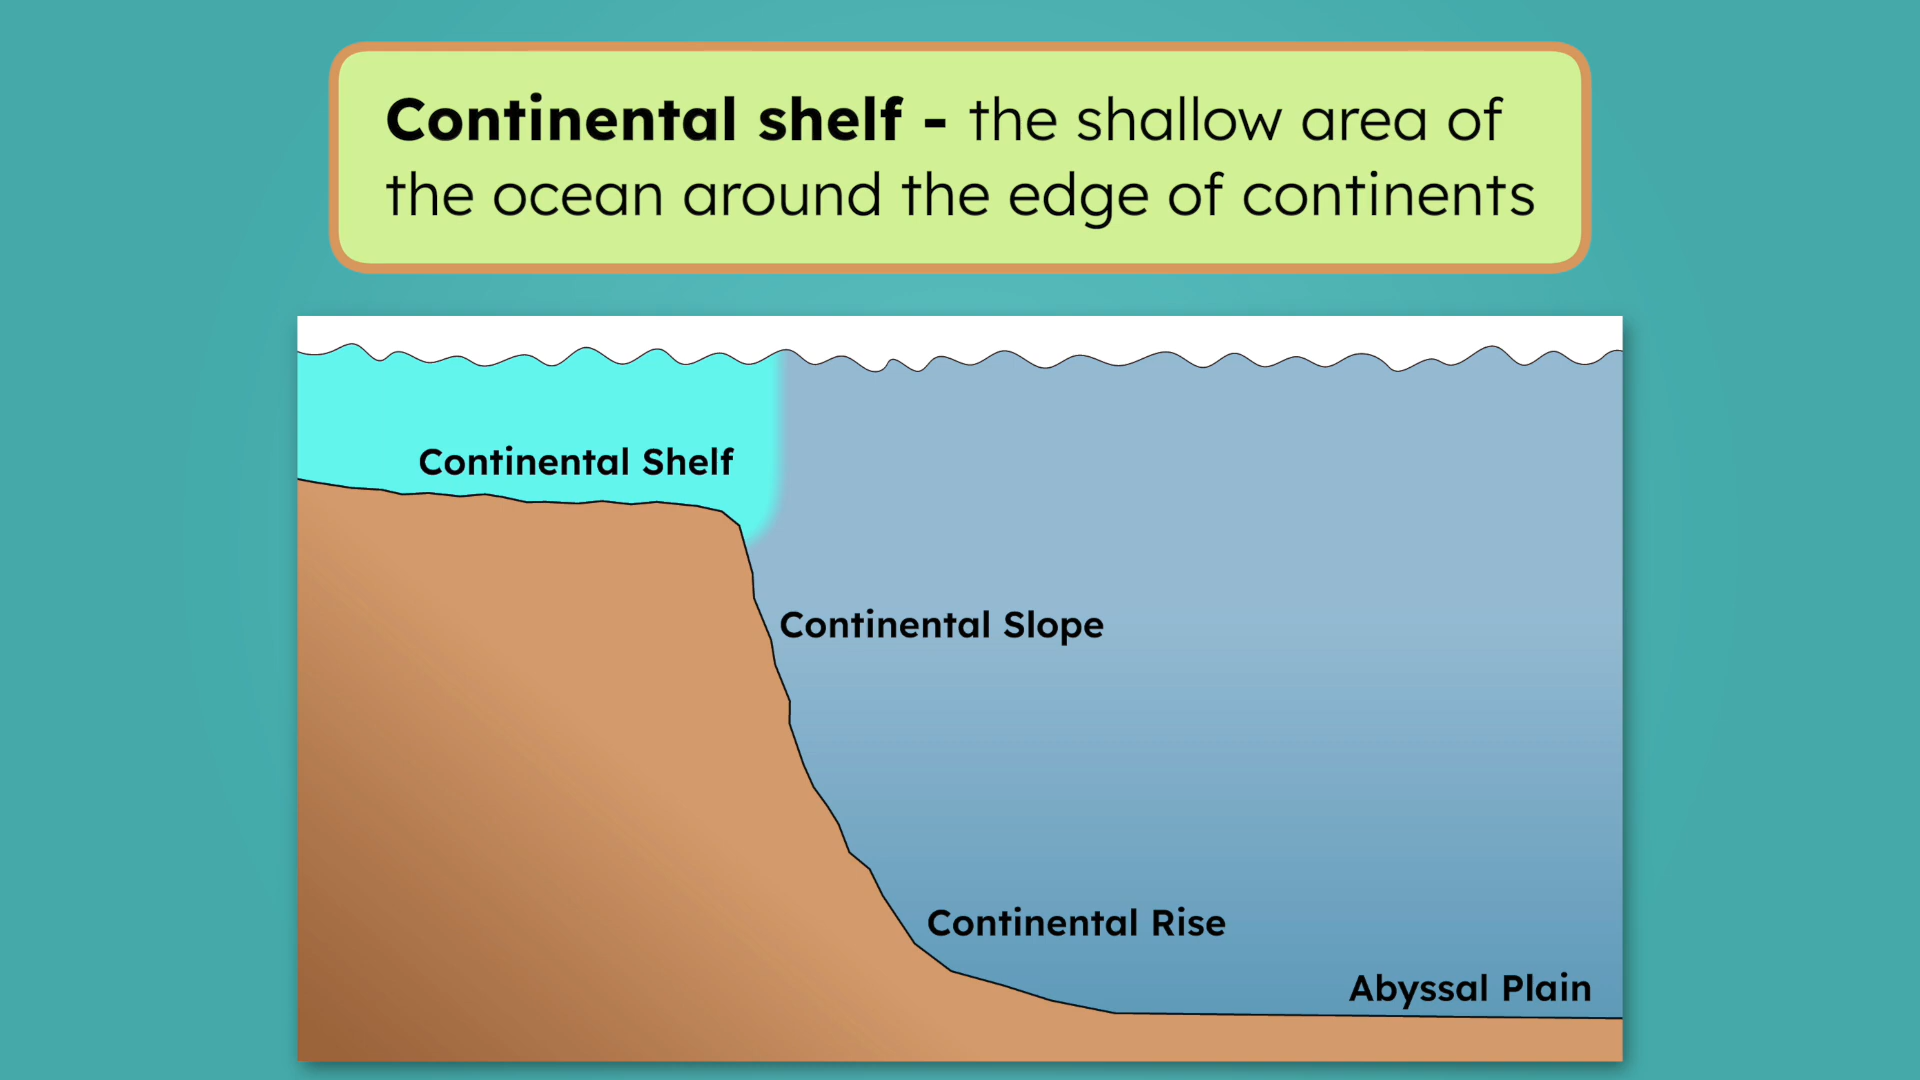 Continental shelf - the shallow area of
the ocean around the edge of continents
Continental Shelf
Continental Slope
Continental Rise
Abyssal Plain